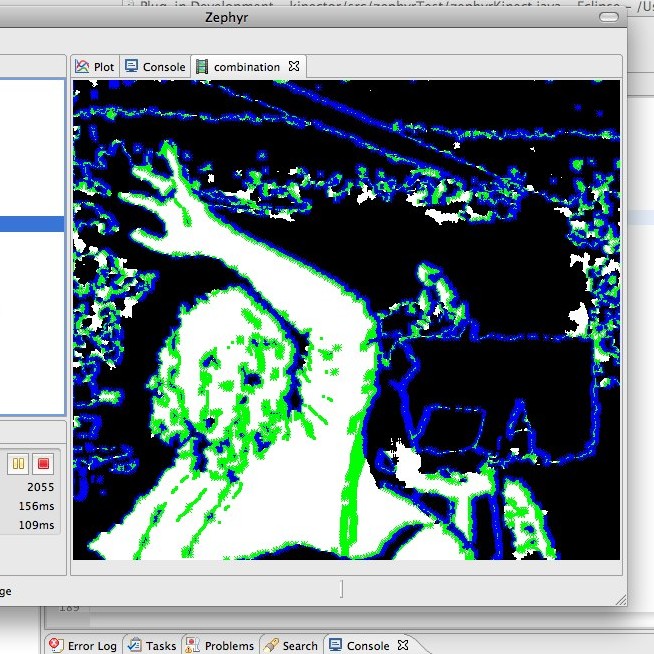 Plug-in Development - kinector/src/zephyrTest/zephyrKinect.java - Eclipse - /Us
Zephyr
Plot Console combination
2055
156ms
109ms
ge
189
Error Log Tasks Problems Search Console